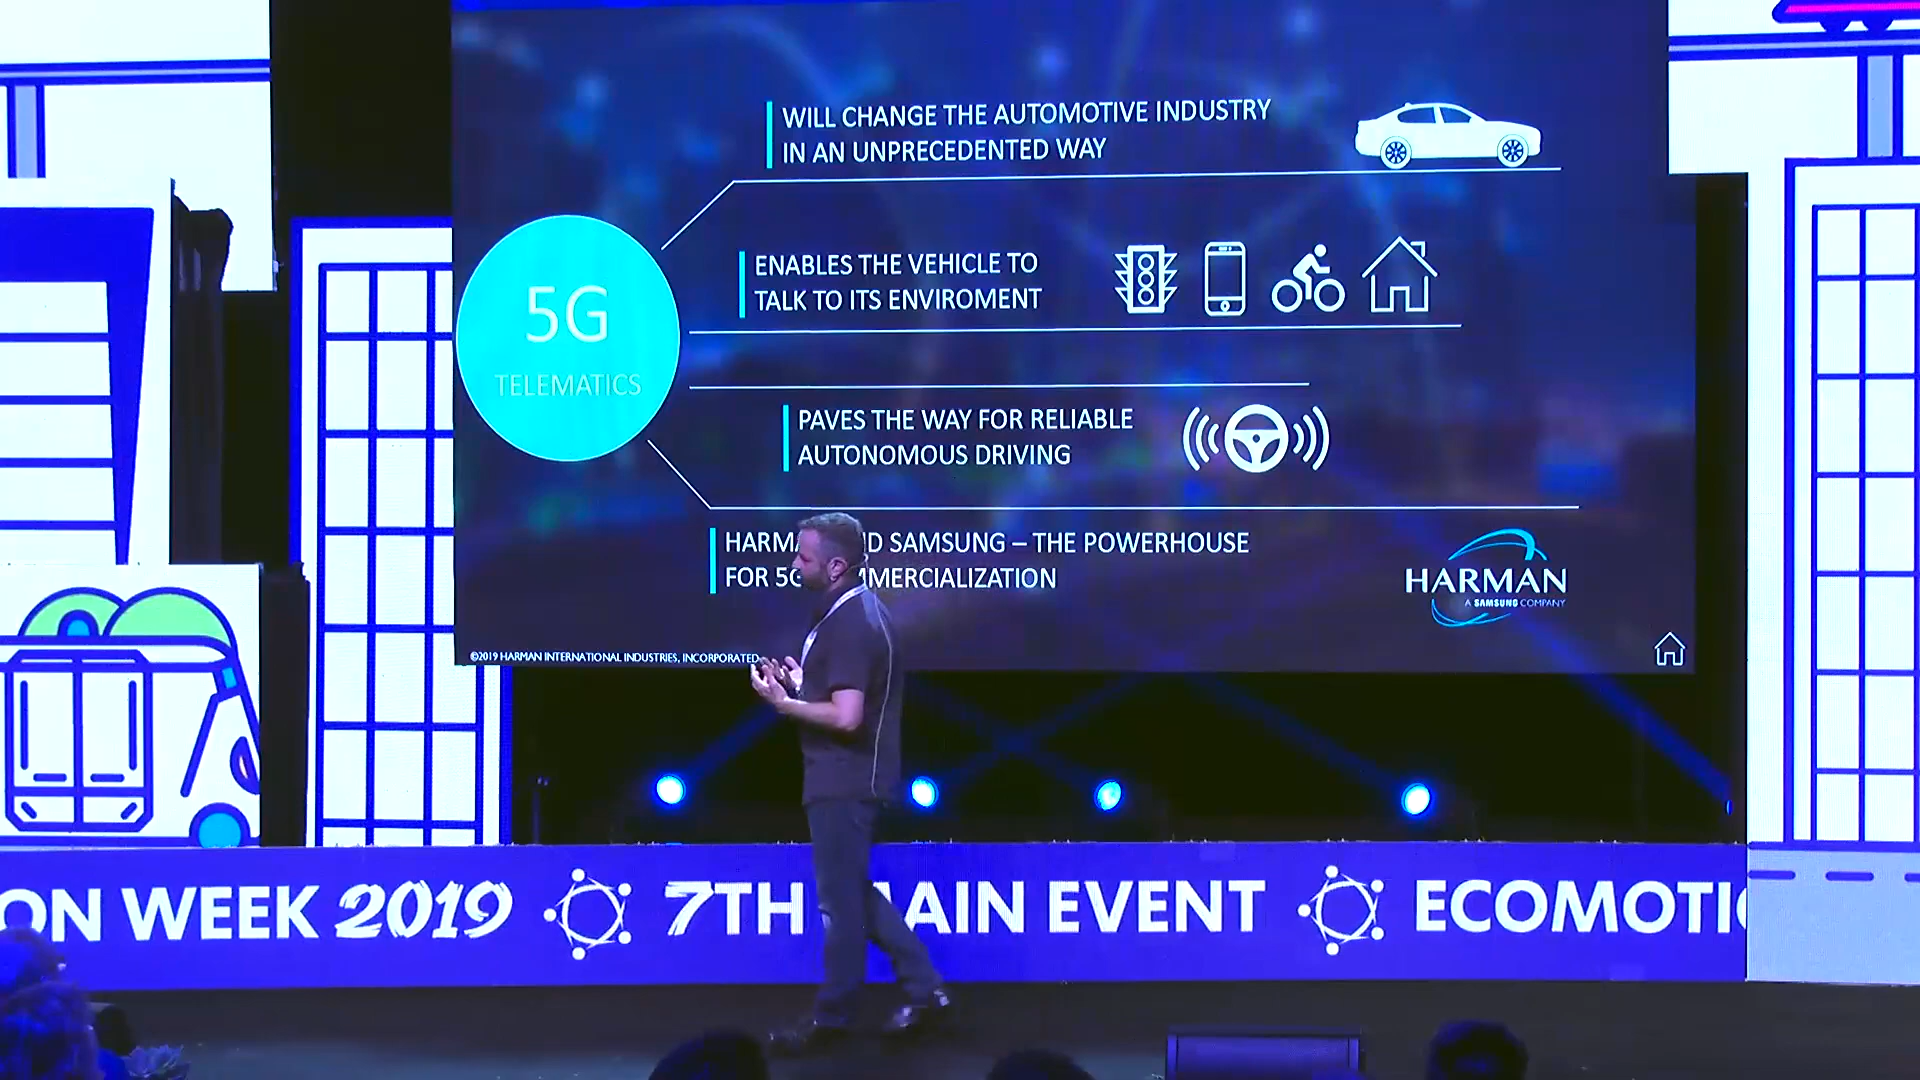 WILL CHANGE THE AUTOMOTIVE INDUSTRY
IN AN UNPRECEDENTED WAY
5G
TELEMATICS
ENABLES THE VEHICLE TO
TALK TO ITS ENVIROMENT
PAVES THE WAY FOR RELIABLE
AUTONOMOUS DRIVING
HARMA D SAMSUNG – THE POWERHOUSE
FOR 5G MMERCIALIZATION
HARMAN
A SAMSUNG COMPANY
©2019 HARMAN INTERNATIONAL INDUSTRIES, INCORPORATED
ON WEEK 2019 7TH AIN EVENT ECOMOTI